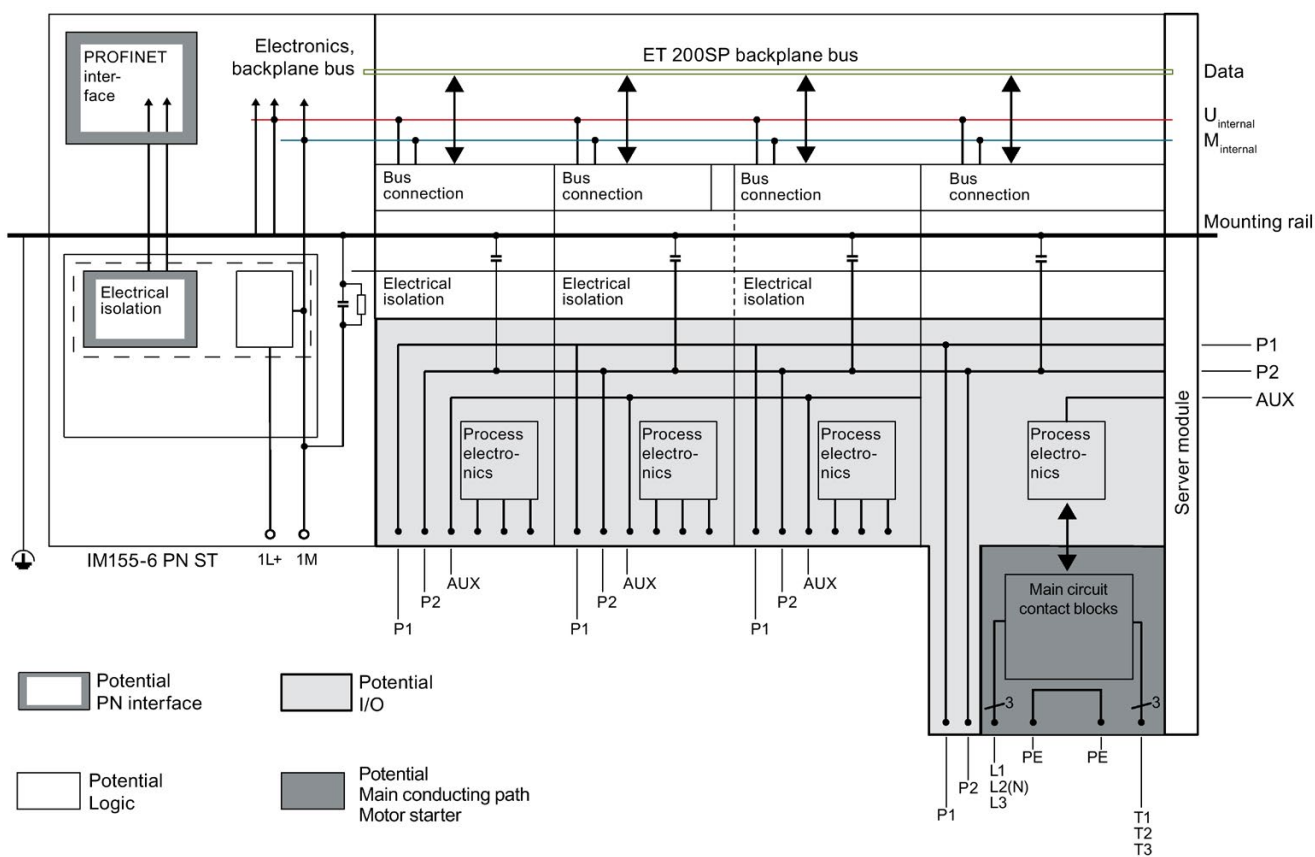 PROFINET
inter-
face
Electronics,
backplane bus
ET 200SP backplane bus
Data
Uinternal
Minternal
Bus
connection
Bus
connection
Bus
connection
Bus
connection
Mounting rail
Electrical
isolation
Electrical
isolation
Electrical
isolation
Electrical
isolation
P1
P2
AUX
Process
electro-
nics
Process
electro-
nics
Process
electro-
nics
Process
electro-
nics
Server module
IM155-6 PN ST
1L+
1M
AUX
P2
P1
AUX
P2
P1
AUX
P2
P1
Main circuit
contact blocks
3
3
PE
PE
L1
L2(N)
L3
P2
P1
T1
T2
T3
Potential
PN interface
Potential
I/O
Potential
Logic
Potential
Main conducting path
Motor starter